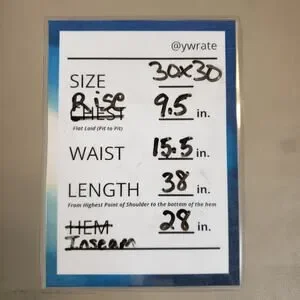 @ywrate
SIZE 30x30
Rise
CHEST 9.5 in.
Flat Laid (Pit to Pit)
WAIST 15.5 in.
LENGTH 38 in.
From Highest Point of Shoulder to the bottom of the hem
HEM 28 in.
Inseam